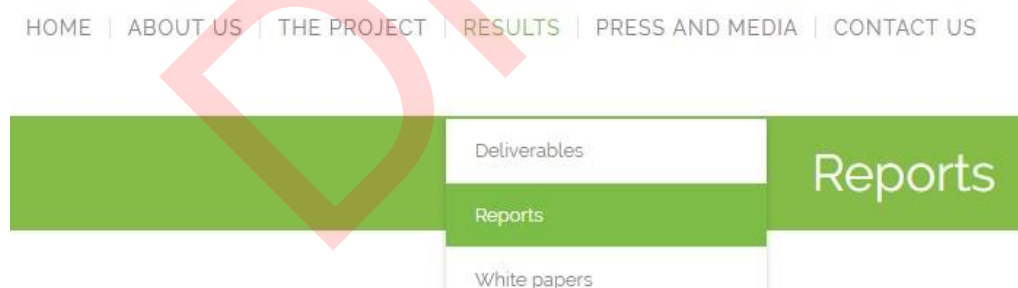 HOME | ABOUT US | THE PROJECT | RESULTS | PRESS AND MEDIA | CONTACT US
Deliverables
Reports
Reports
White papers